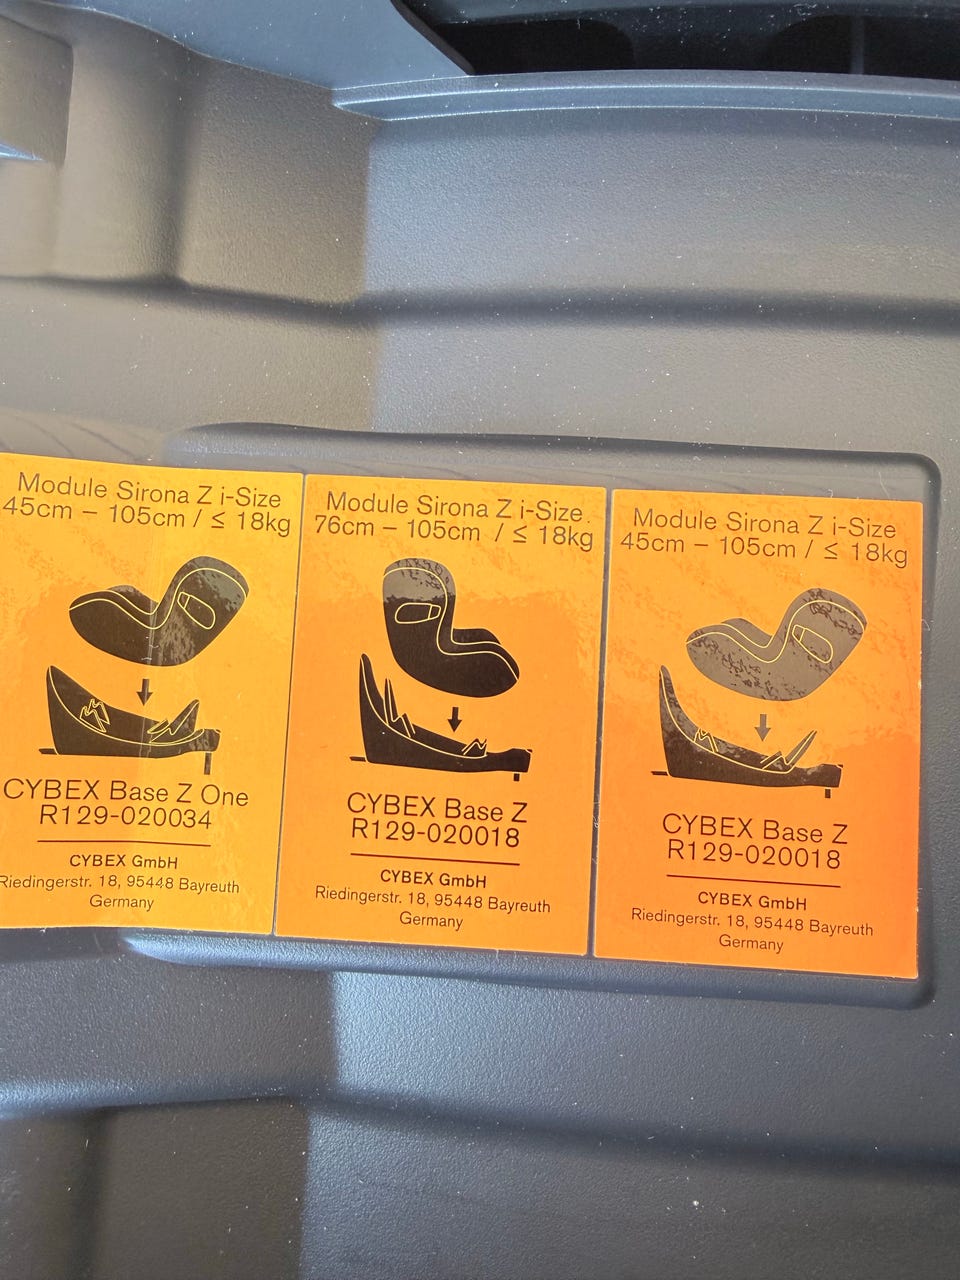 Module Sirona Z i-Size
45cm – 105cm / ≤ 18kg
CYBEX Base Z One
R129-020034
CYBEX GmbH
Riedingerstr. 18, 95448 Bayreuth
Germany
Module Sirona Z i-Size
76cm – 105cm / ≤ 18kg
CYBEX Base Z
R129-020018
CYBEX GmbH
Riedingerstr. 18, 95448 Bayreuth
Germany
Module Sirona Z i-Size
45cm – 105cm / ≤ 18kg
CYBEX Base Z
R129-020018
CYBEX GmbH
Riedingerstr. 18, 95448 Bayreuth
Germany